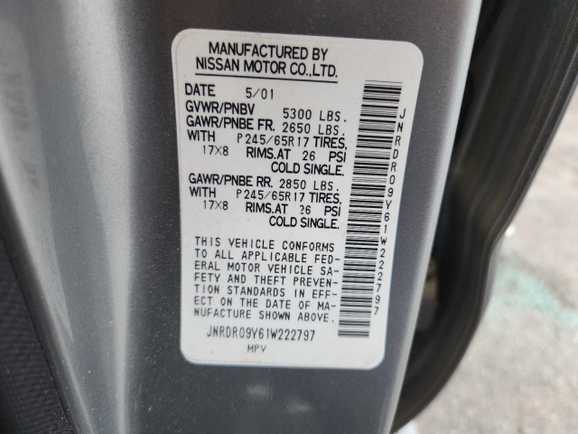 MANUFACTURED BY
NISSAN MOTOR CO.,LTD.
DATE 5/01
GVWR/PNBV 5300 LBS.
GAWR/PNBE FR. 2650 LBS.
WITH P245/65R17 TIRES,
17X8 RIMS.AT 26 PSI
COLD SINGLE.
GAWR/PNBE RR. 2850 LBS.
WITH P245/65R17 TIRES,
17X8 RIMS.AT 26 PSI
COLD SINGLE.
THIS VEHICLE CONFORMS
TO ALL APPLICABLE FED-
ERAL MOTOR VEHICLE SA-
FETY AND THEFT PREVEN-
TION STANDARDS IN EFF-
ECT ON THE DATE OF MA-
NUFACTURE SHOWN ABOVE.
JNRDR09Y61W222797
MPV
JNRDR09Y61W222797